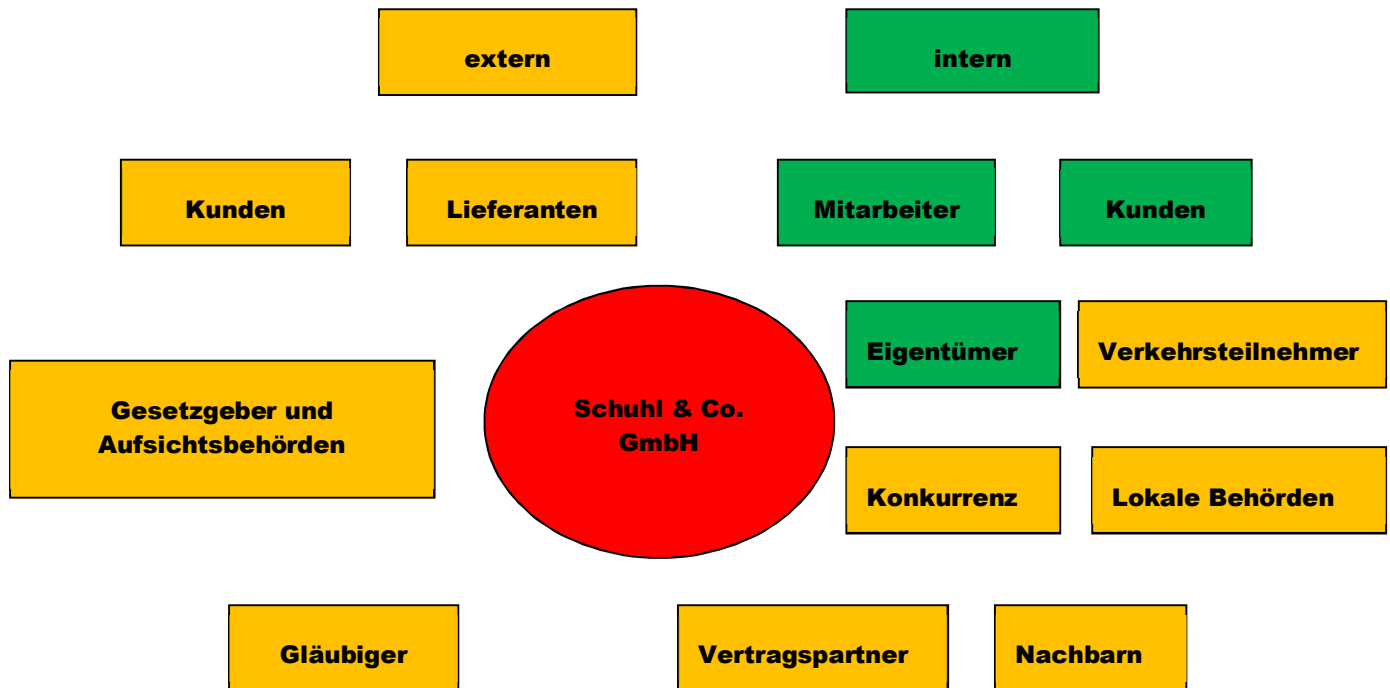 extern
intern
Kunden
Lieferanten
Mitarbeiter
Kunden
Eigentümer
Verkehrsteilnehmer
Gesetzgeber und
Aufsichtsbehörden
Schuhl & Co.
GmbH
Konkurrenz
Lokale Behörden
Gläubiger
Vertragspartner
Nachbarn